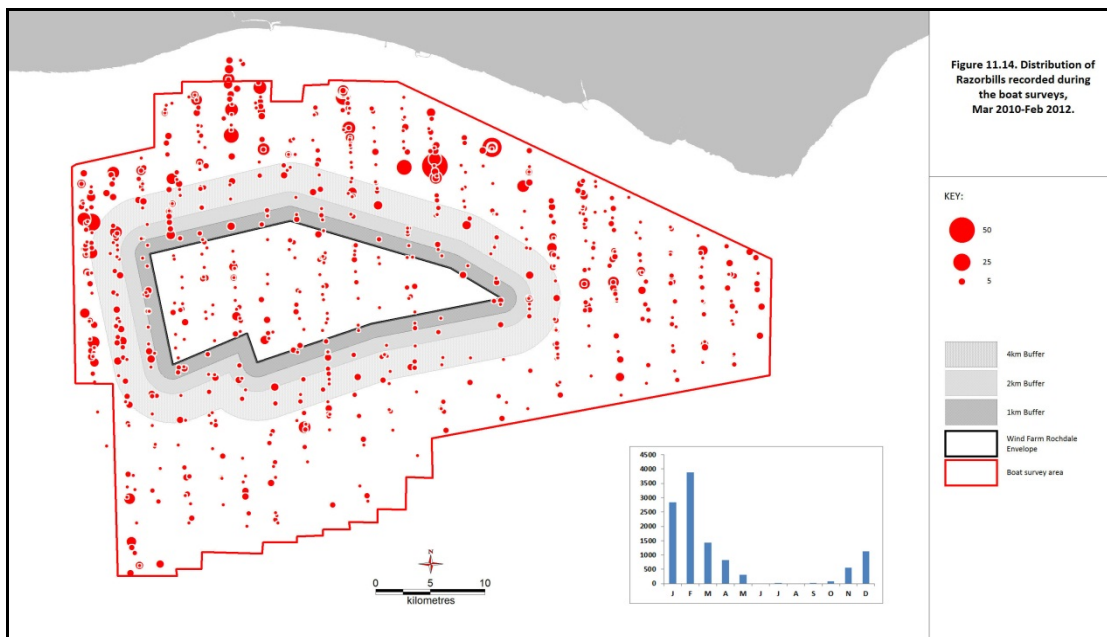 Figure 11.14. Distribution of
Razorbills recorded during
the boat surveys,
Mar 2010-Feb 2012.
KEY:
50
25
5
4km Buffer
2km Buffer
1km Buffer
Wind Farm Rochdale
Envelope
Boat survey area
N
0 5 10
kilometres
4500
4000
3500
3000
2500
2000
1500
1000
500
0
J F M A M J J A S O N D